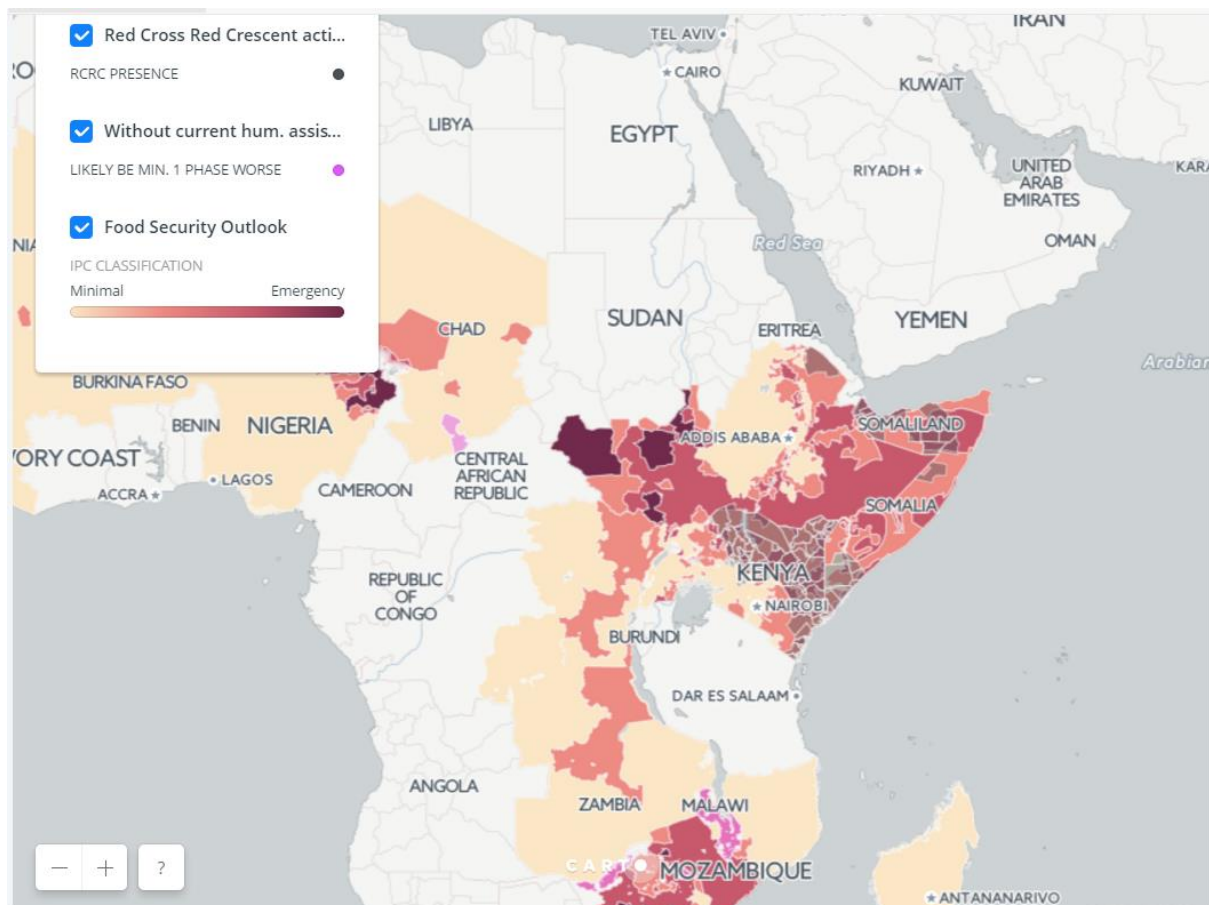 Red Cross Red Crescent acti...
RCRC PRESENCE
Without current hum. assis...
LIKELY BE MIN. 1 PHASE WORSE
Food Security Outlook
IPC CLASSIFICATION
Minimal Emergency
IRAN
TEL AVIV
CAIRO
KUWAIT
LIBYA
EGYPT
RIYADH
UNITED
ARAB
EMIRATES
KARA
OMAN
Red Sea
SUDAN
YEMEN
CHAD
ERITREA
Arabian
BURKINA FASO
BENIN
NIGERIA
ADDIS ABABA
SOMALILAND
IVORY COAST
LAGOS
ACCRA
CAMEROON
CENTRAL
AFRICAN
REPUBLIC
SOMALIA
REPUBLIC
OF
CONGO
KENYA
NAIROBI
BURUNDI
DAR ES SALAAM
ANGOLA
ZAMBIA
MALAWI
CARTO
MOZAMBIQUE
ANTANANARIVO
?